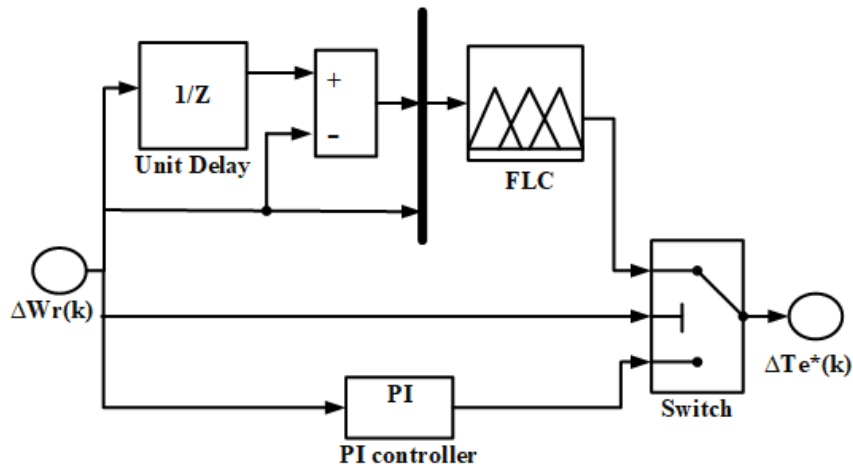 1/Z
+
-
Unit Delay
FLC
ΔWr(k)
ΔTe*(k)
Switch
PI
PI controller